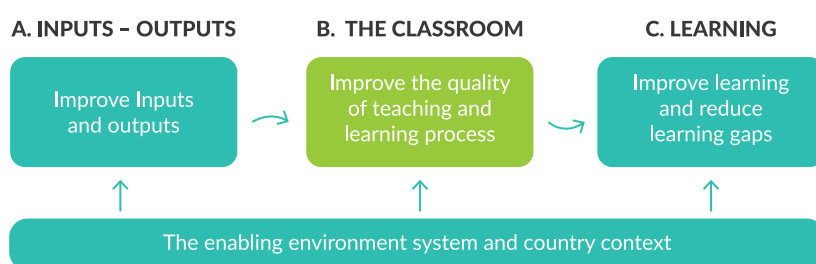 A. INPUTS – OUTPUTS
Improve Inputs
and outputs
B. THE CLASSROOM
Improve the quality
of teaching and
learning process
C. LEARNING
Improve learning
and reduce
learning gaps
The enabling environment system and country context